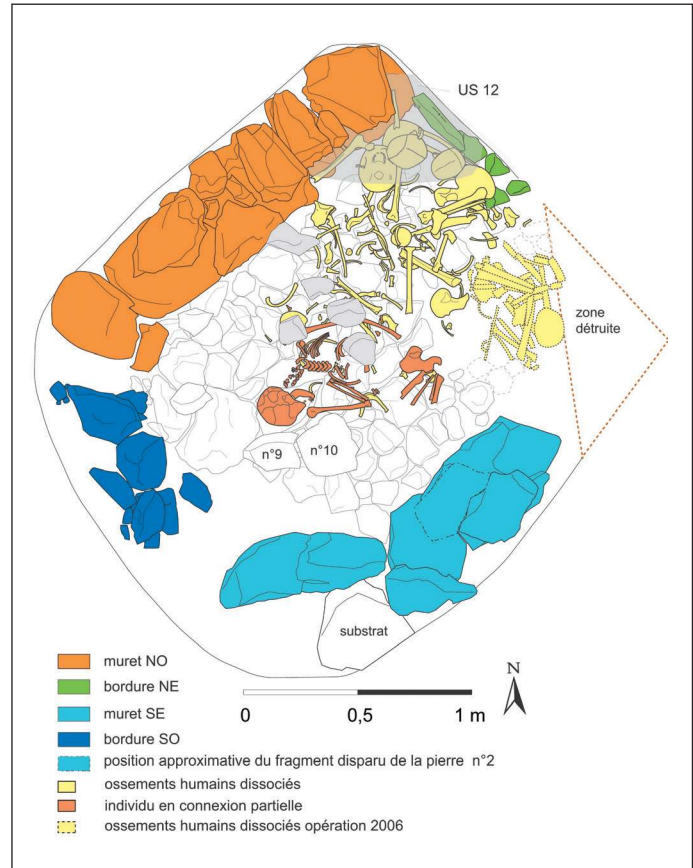 US 12
zone
détruite
n°9
n°10
substrat
muret NO
bordure NE
muret SE
bordure SO
position approximative du fragment disparu de la pierre n°2
ossements humains dissociés
individu en connexion partielle
ossements humains dissociés opération 2006
N
0 0,5 1 m